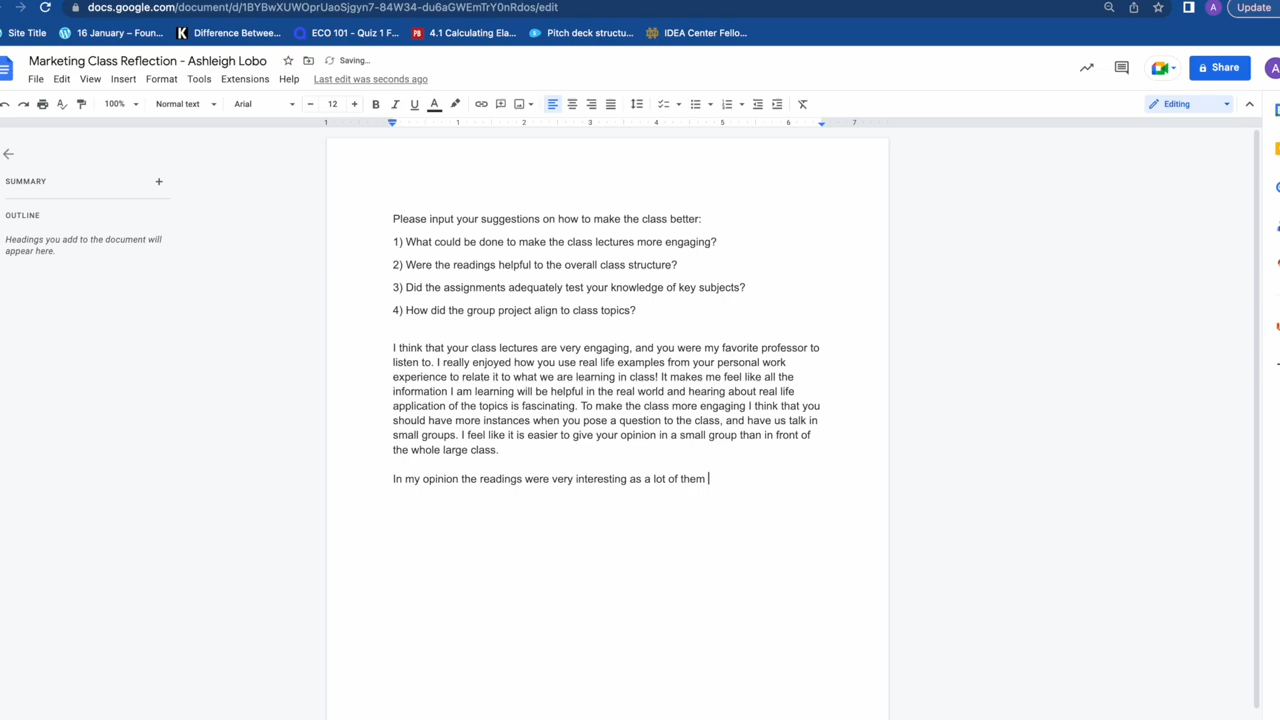 docs.google.com/document/d/1BYBwXUWOprUaoSjgyn7-84W34-du6aGWEmTrY0nRdos/edit
Update
Site Title
16 January – Foun...
Difference Betwee...
ECO 101 - Quiz 1 F...
4.1 Calculating Ela...
Pitch deck structu...
IDEA Center Fello...
Marketing Class Reflection - Ashleigh Lobo
Saving...
File Edit View Insert Format Tools Extensions Help Last edit was seconds ago
Share
100% Normal text Arial 12 Editing
1 1 2 3 4 5 6 7
SUMMARY
OUTLINE
Headings you add to the document will
appear here.
Please input your suggestions on how to make the class better:
1) What could be done to make the class lectures more engaging?
2) Were the readings helpful to the overall class structure?
3) Did the assignments adequately test your knowledge of key subjects?
4) How did the group project align to class topics?
I think that your class lectures are very engaging, and you were my favorite professor to
listen to. I really enjoyed how you use real life examples from your personal work
experience to relate it to what we are learning in class! It makes me feel like all the
information I am learning will be helpful in the real world and hearing about real life
application of the topics is fascinating. To make the class more engaging I think that you
should have more instances when you pose a question to the class, and have us talk in
small groups. I feel like it is easier to give your opinion in a small group than in front of
the whole large class.
In my opinion the readings were very interesting as a lot of them